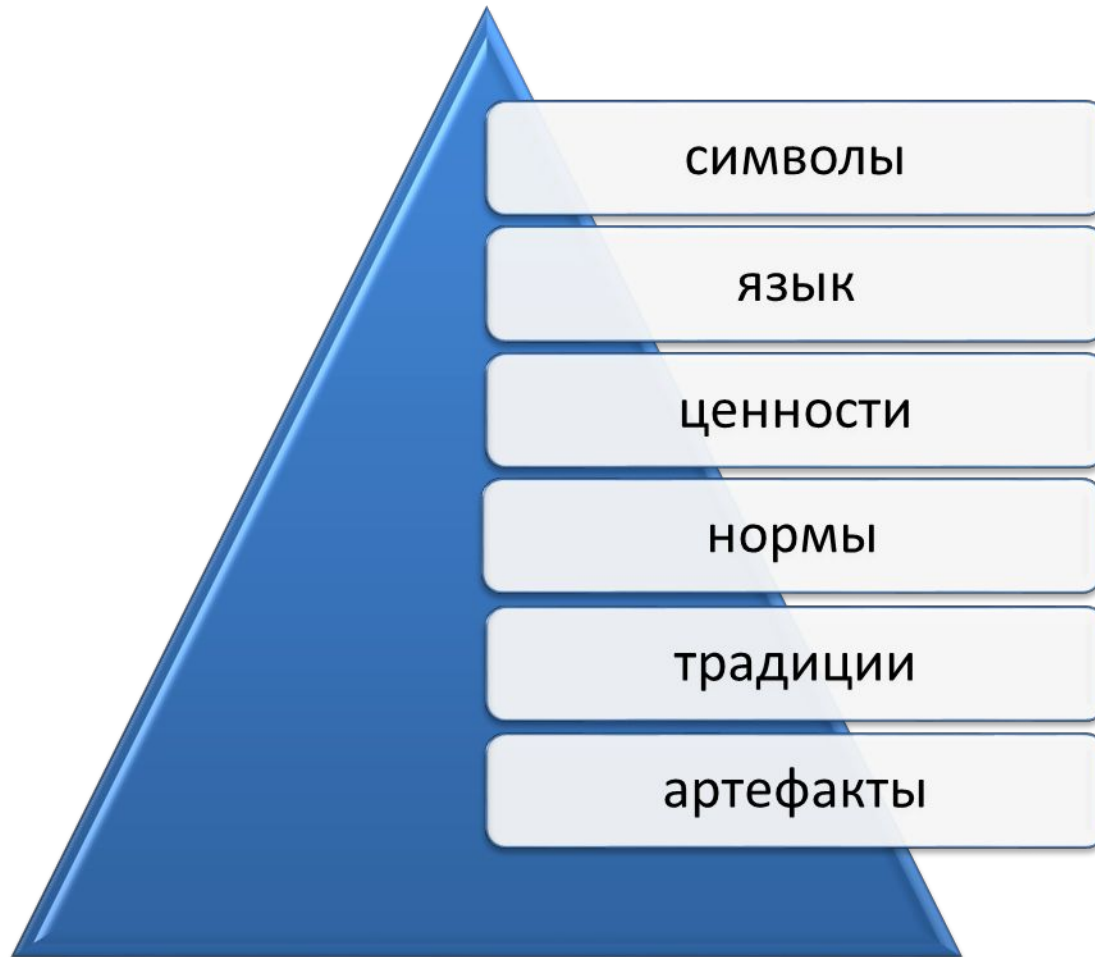 символы
язык
ценности
нормы
традиции
артефакты